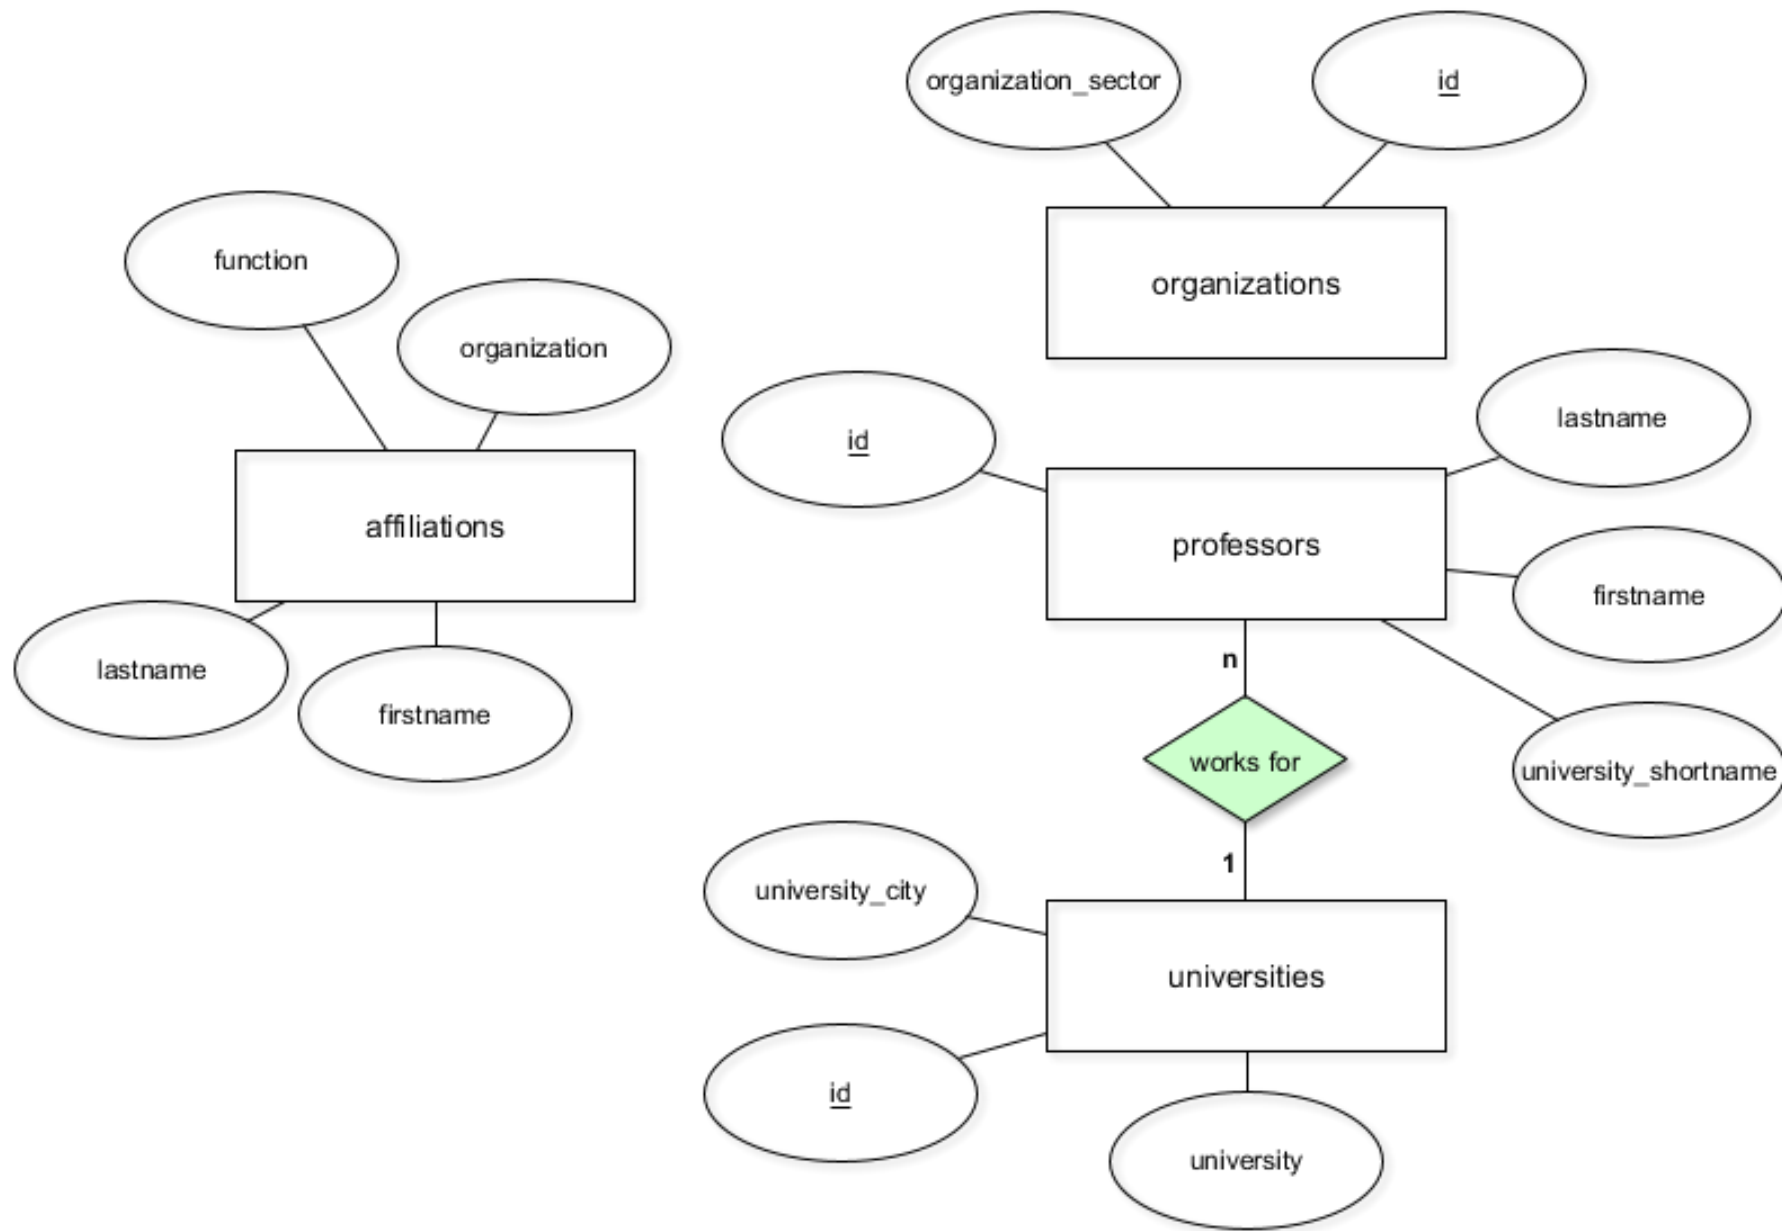 organization_sector
id
organizations
function
organization
affiliations
lastname
firstname
id
lastname
professors
firstname
university_shortname
n
works for
1
university_city
universities
id
university